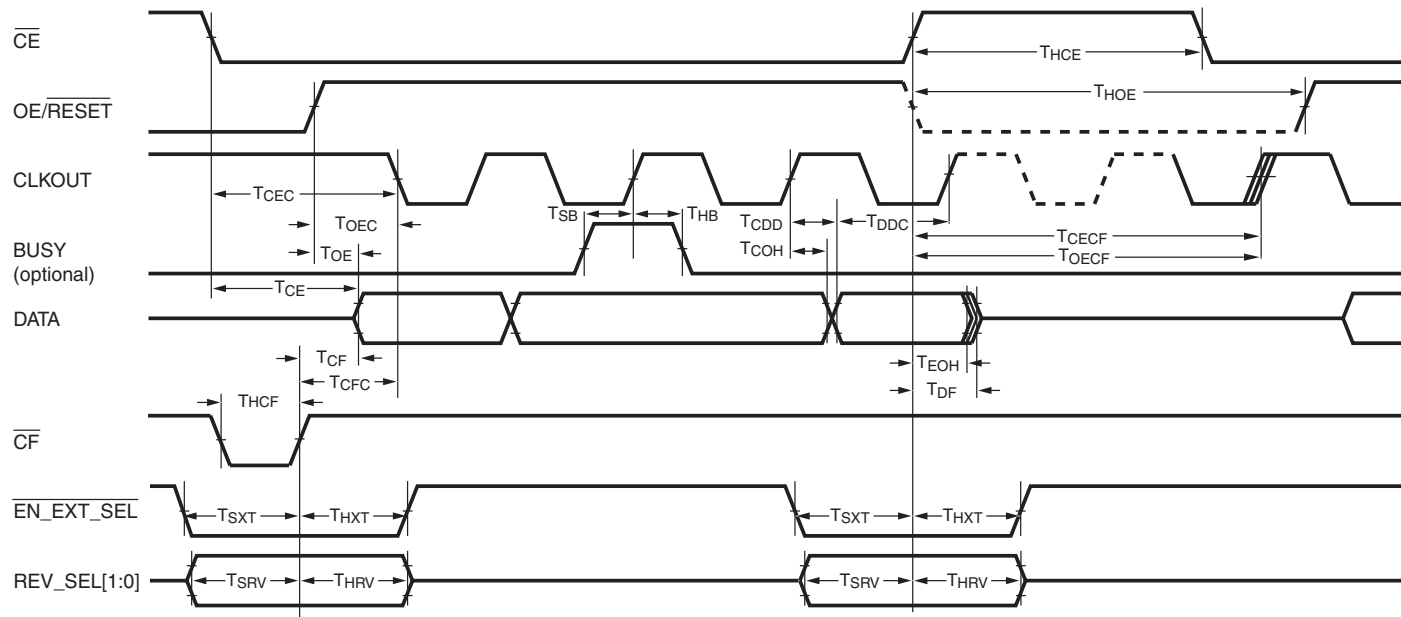 CE
THCE
OE/RESET
THOE
CLKOUT
TCEC
TSB
THB
TCDD
TDDC
TOEC
TCOH
TCECF
TOE
TOECF
BUSY
(optional)
TCE
DATA
TCF
TEOH
TCFC
TDF
THCF
CF
EN_EXT_SEL
TSXT
THXT
TSXT
THXT
REV_SEL[1:0]
TSRV
THRV
TSRV
THRV